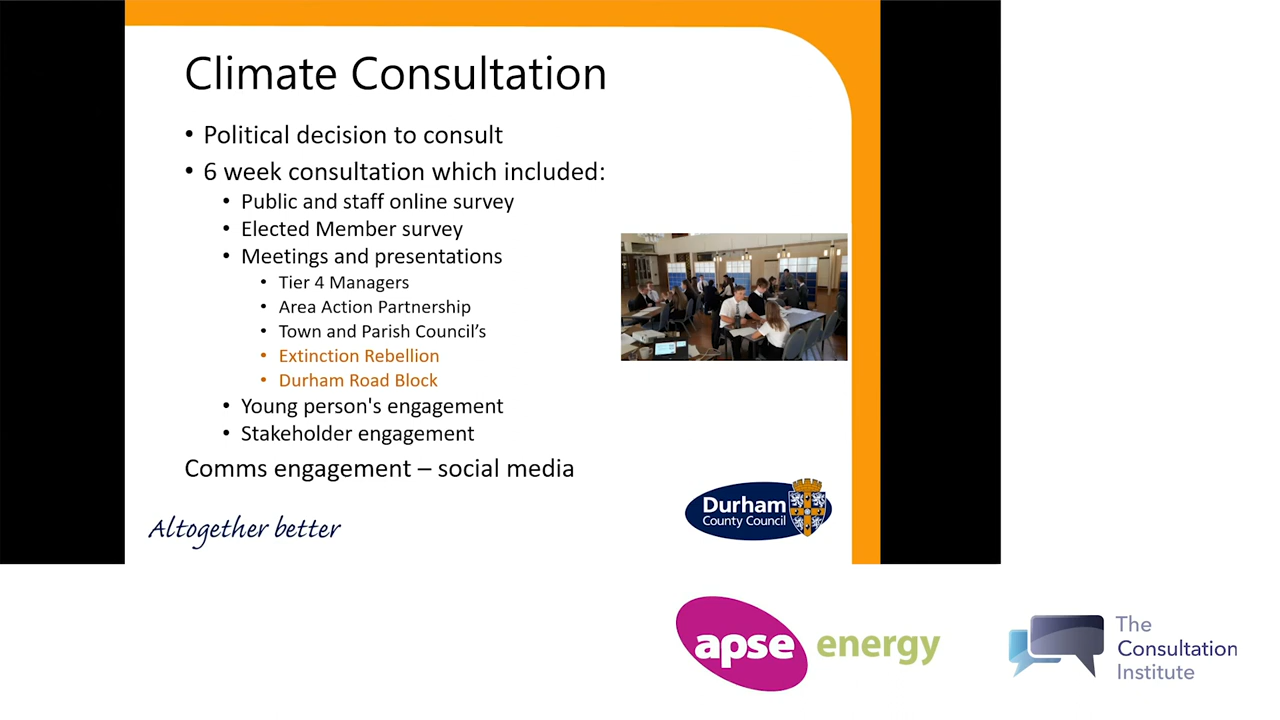 Climate Consultation
• Political decision to consult
• 6 week consultation which included:
• Public and staff online survey
• Elected Member survey
• Meetings and presentations
• Tier 4 Managers
• Area Action Partnership
• Town and Parish Council’s
• Extinction Rebellion
• Durham Road Block
• Young person's engagement
• Stakeholder engagement
Comms engagement – social media
Altogether better
Durham
County Council
apse energy
The
Consultation
Institute